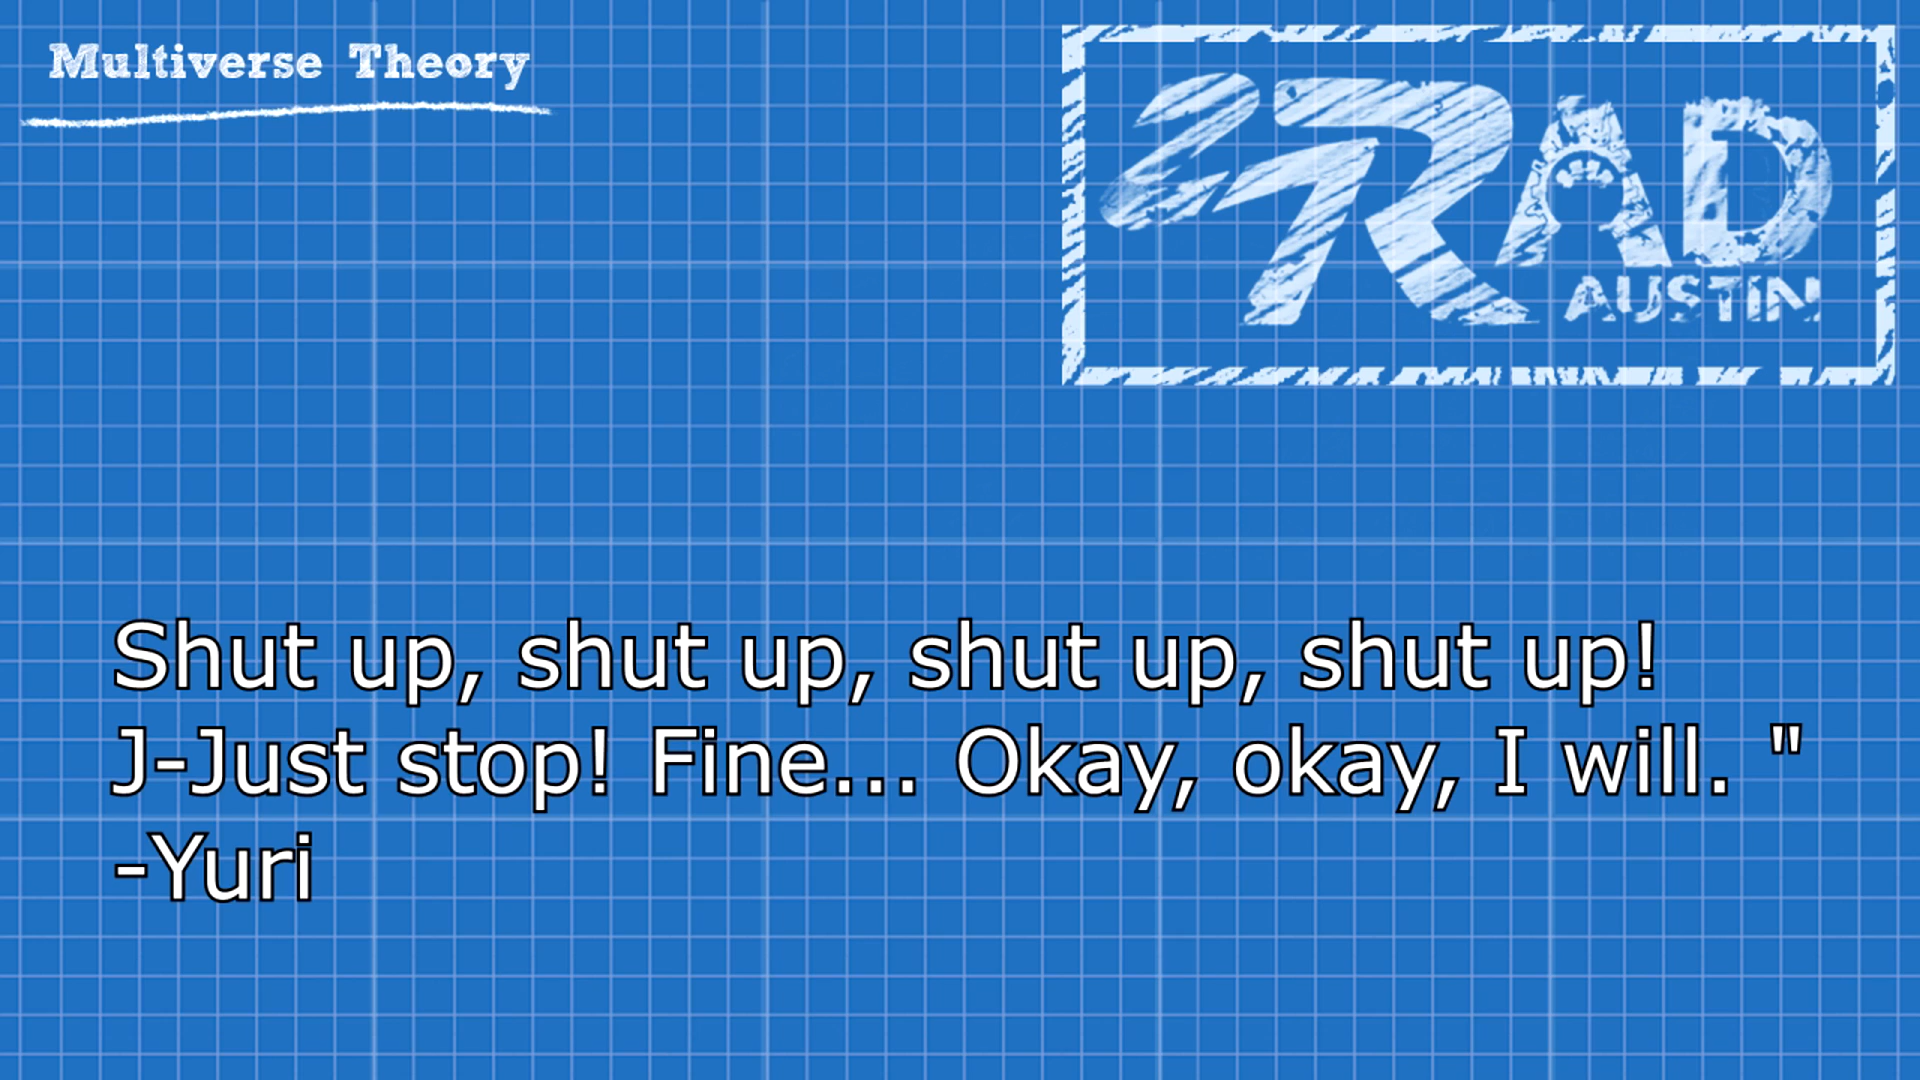 Multiverse Theory
2RAD
AUSTIN
Shut up, shut up, shut up, shut up!
J-Just stop! Fine... Okay, okay, I will. "
-Yuri